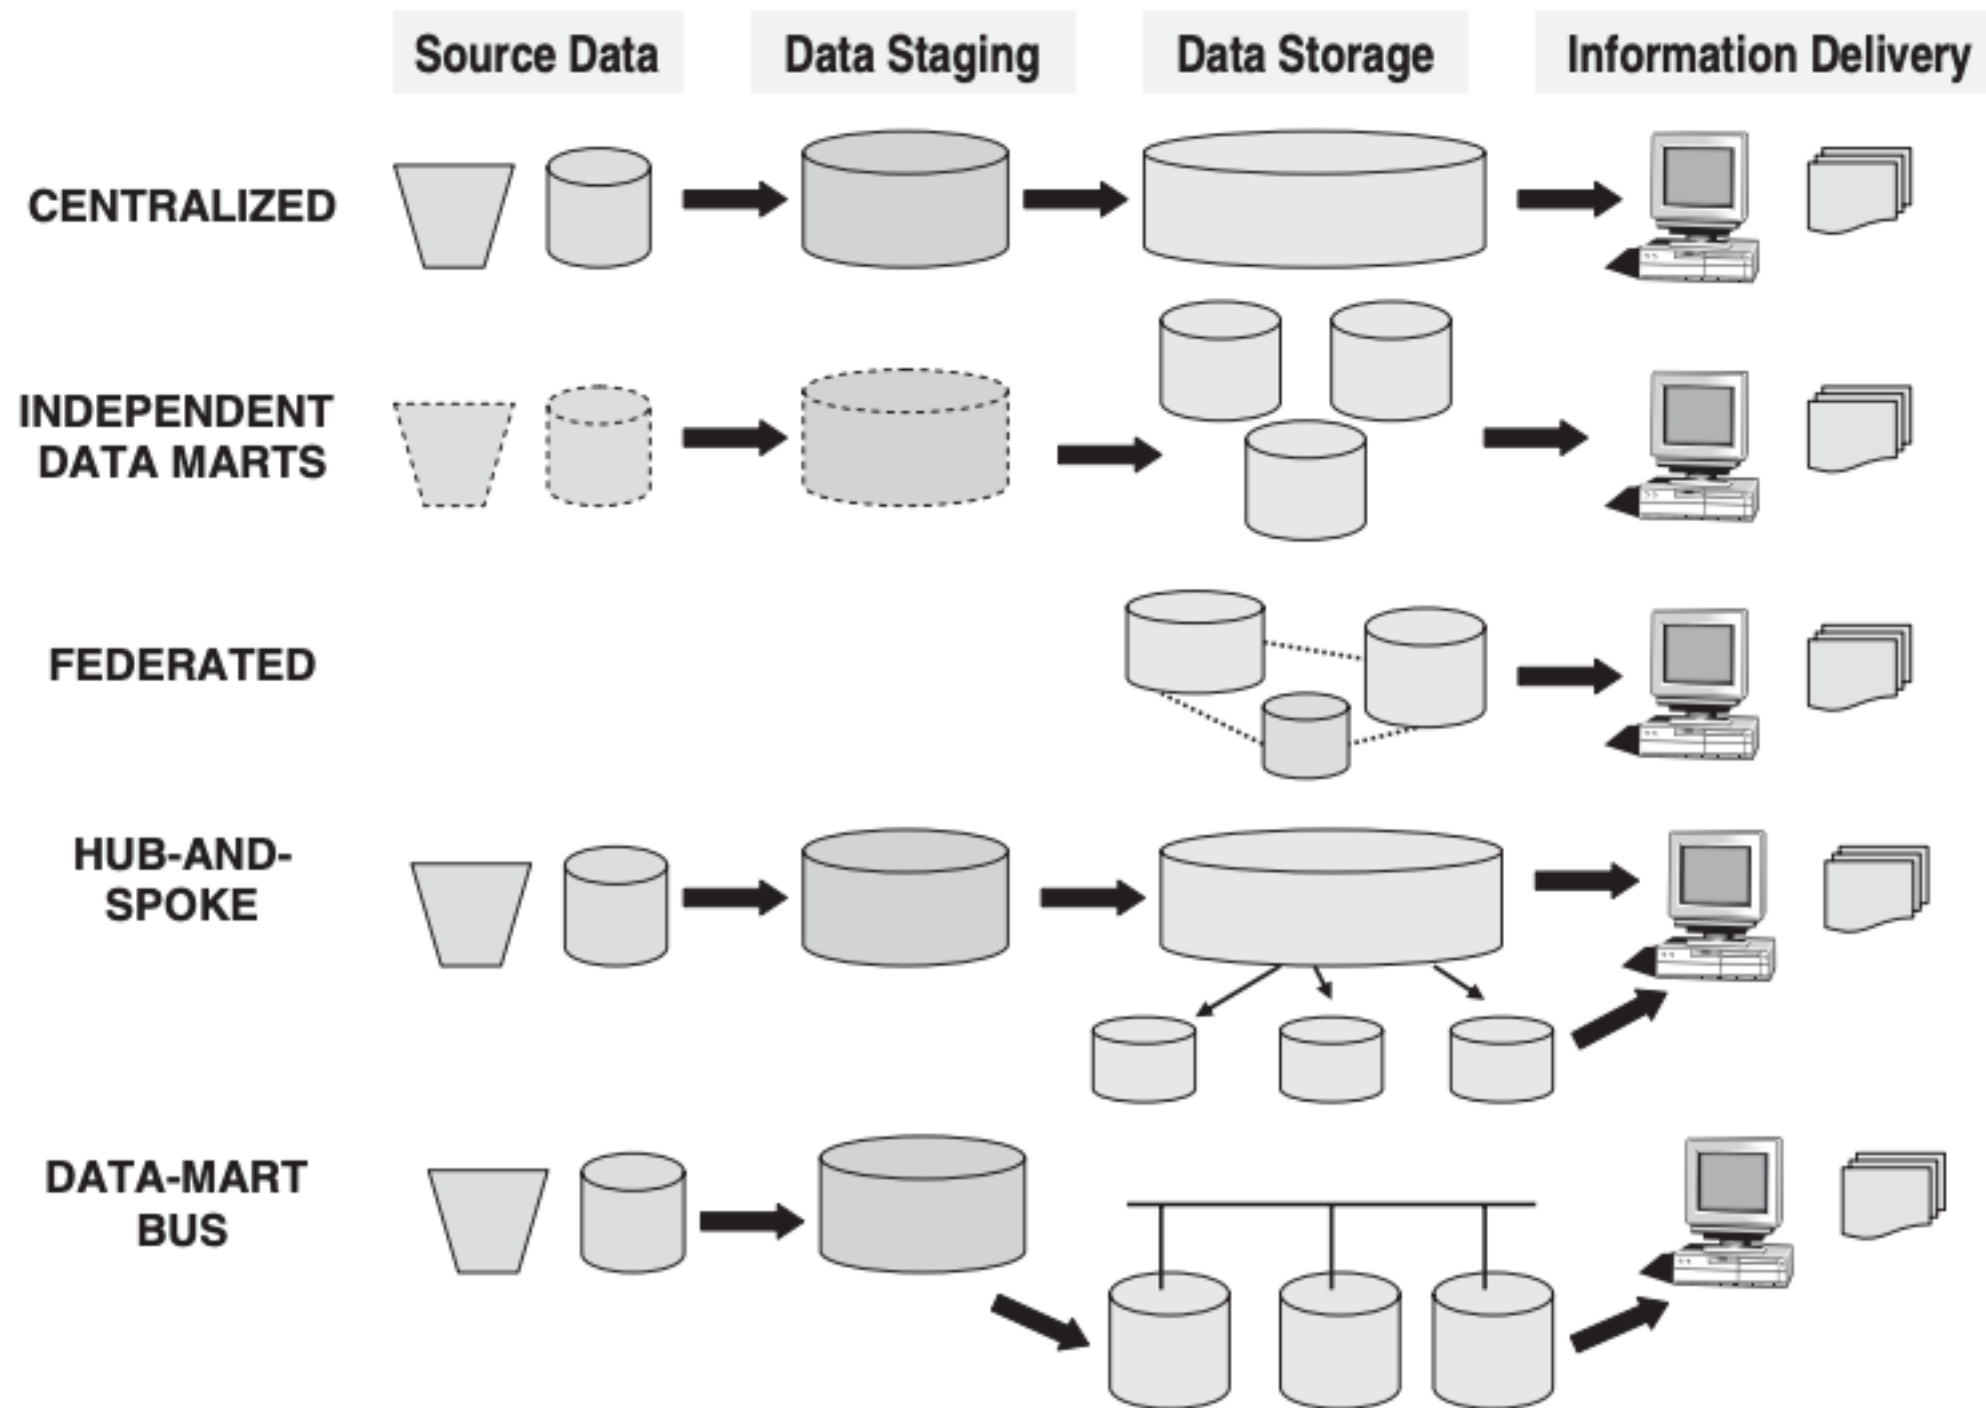 Source Data
Data Staging
Data Storage
Information Delivery
CENTRALIZED
INDEPENDENT
DATA MARTS
FEDERATED
HUB-AND-
SPOKE
DATA-MART
BUS